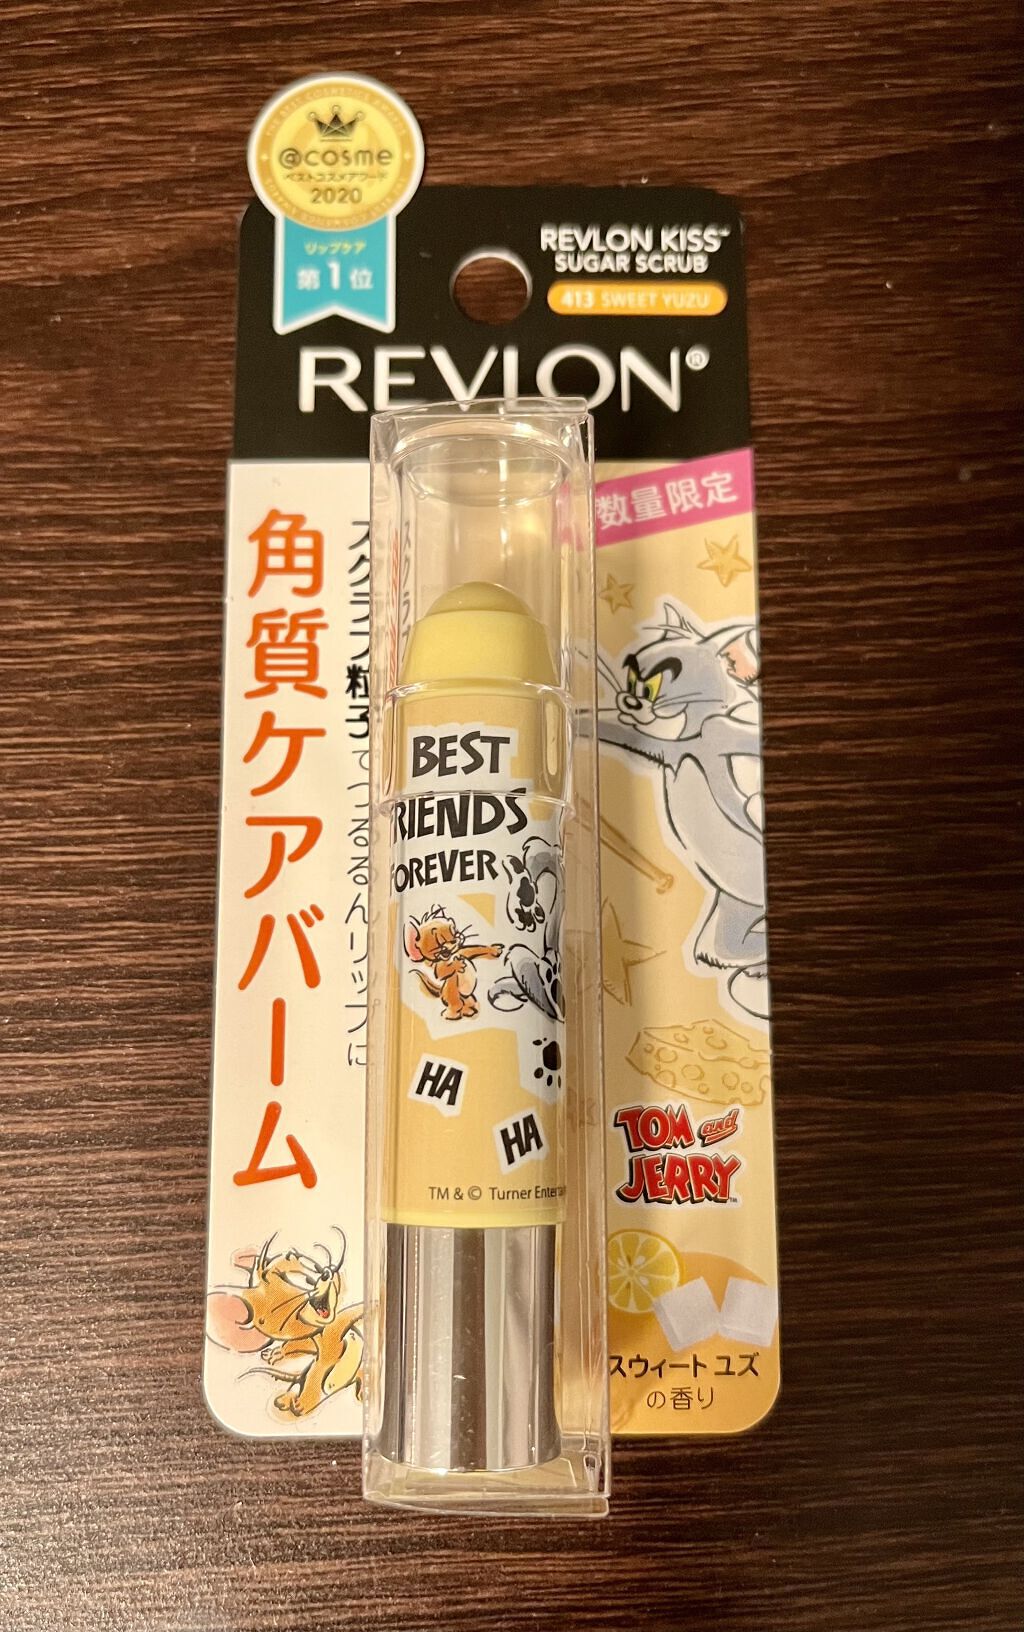 @cosme
ベストコスメアワード
2020
リップケア
第1位
REVLON KISS™
SUGAR SCRUB
413 SWEET YUZU
REVLON®
数量限定
角質ケアバーム
スクラブ粒子でつるるんリップに
BEST
FRIENDS
FOREVER
HA
HA
TM & © Turner
TOM and
JERRY™
スウィート ユズ
の香り